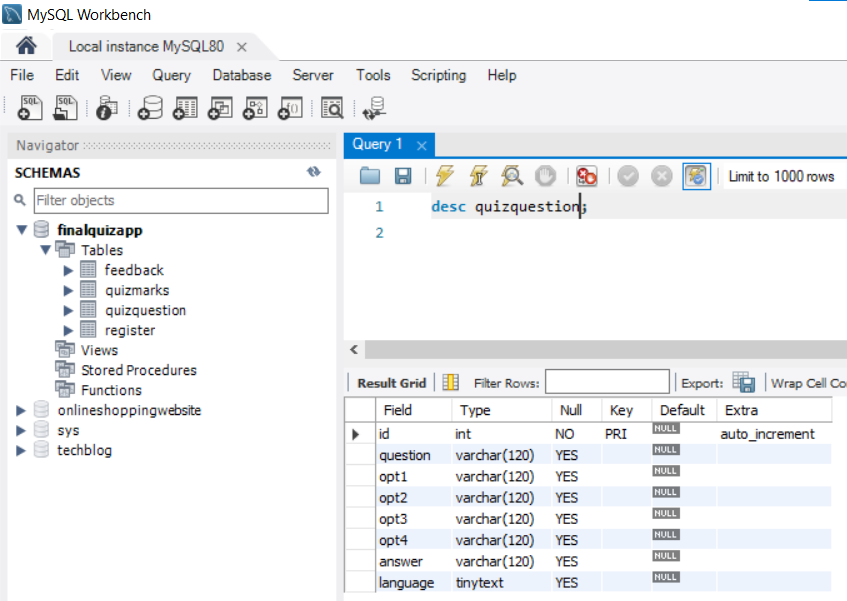 MySQL Workbench
Local instance MySQL80
File Edit View Query Database Server Tools Scripting Help
SQL SQL
Navigator
SCHEMAS
Filter objects
finalquizapp
Tables
feedback
quizmarks
quizquestion
register
Views
Stored Procedures
Functions
onlineshoppingwebsite
sys
techblog
Query 1
Limit to 1000 rows
1 desc quizquestion;
2
Result Grid Filter Rows: Export: Wrap Cell Co
Field Type Null Key Default Extra
id int NO PRI NULL auto_increment
question varchar(120) YES NULL
opt1 varchar(120) YES NULL
opt2 varchar(120) YES NULL
opt3 varchar(120) YES NULL
opt4 varchar(120) YES NULL
answer varchar(120) YES NULL
language tinytext YES NULL